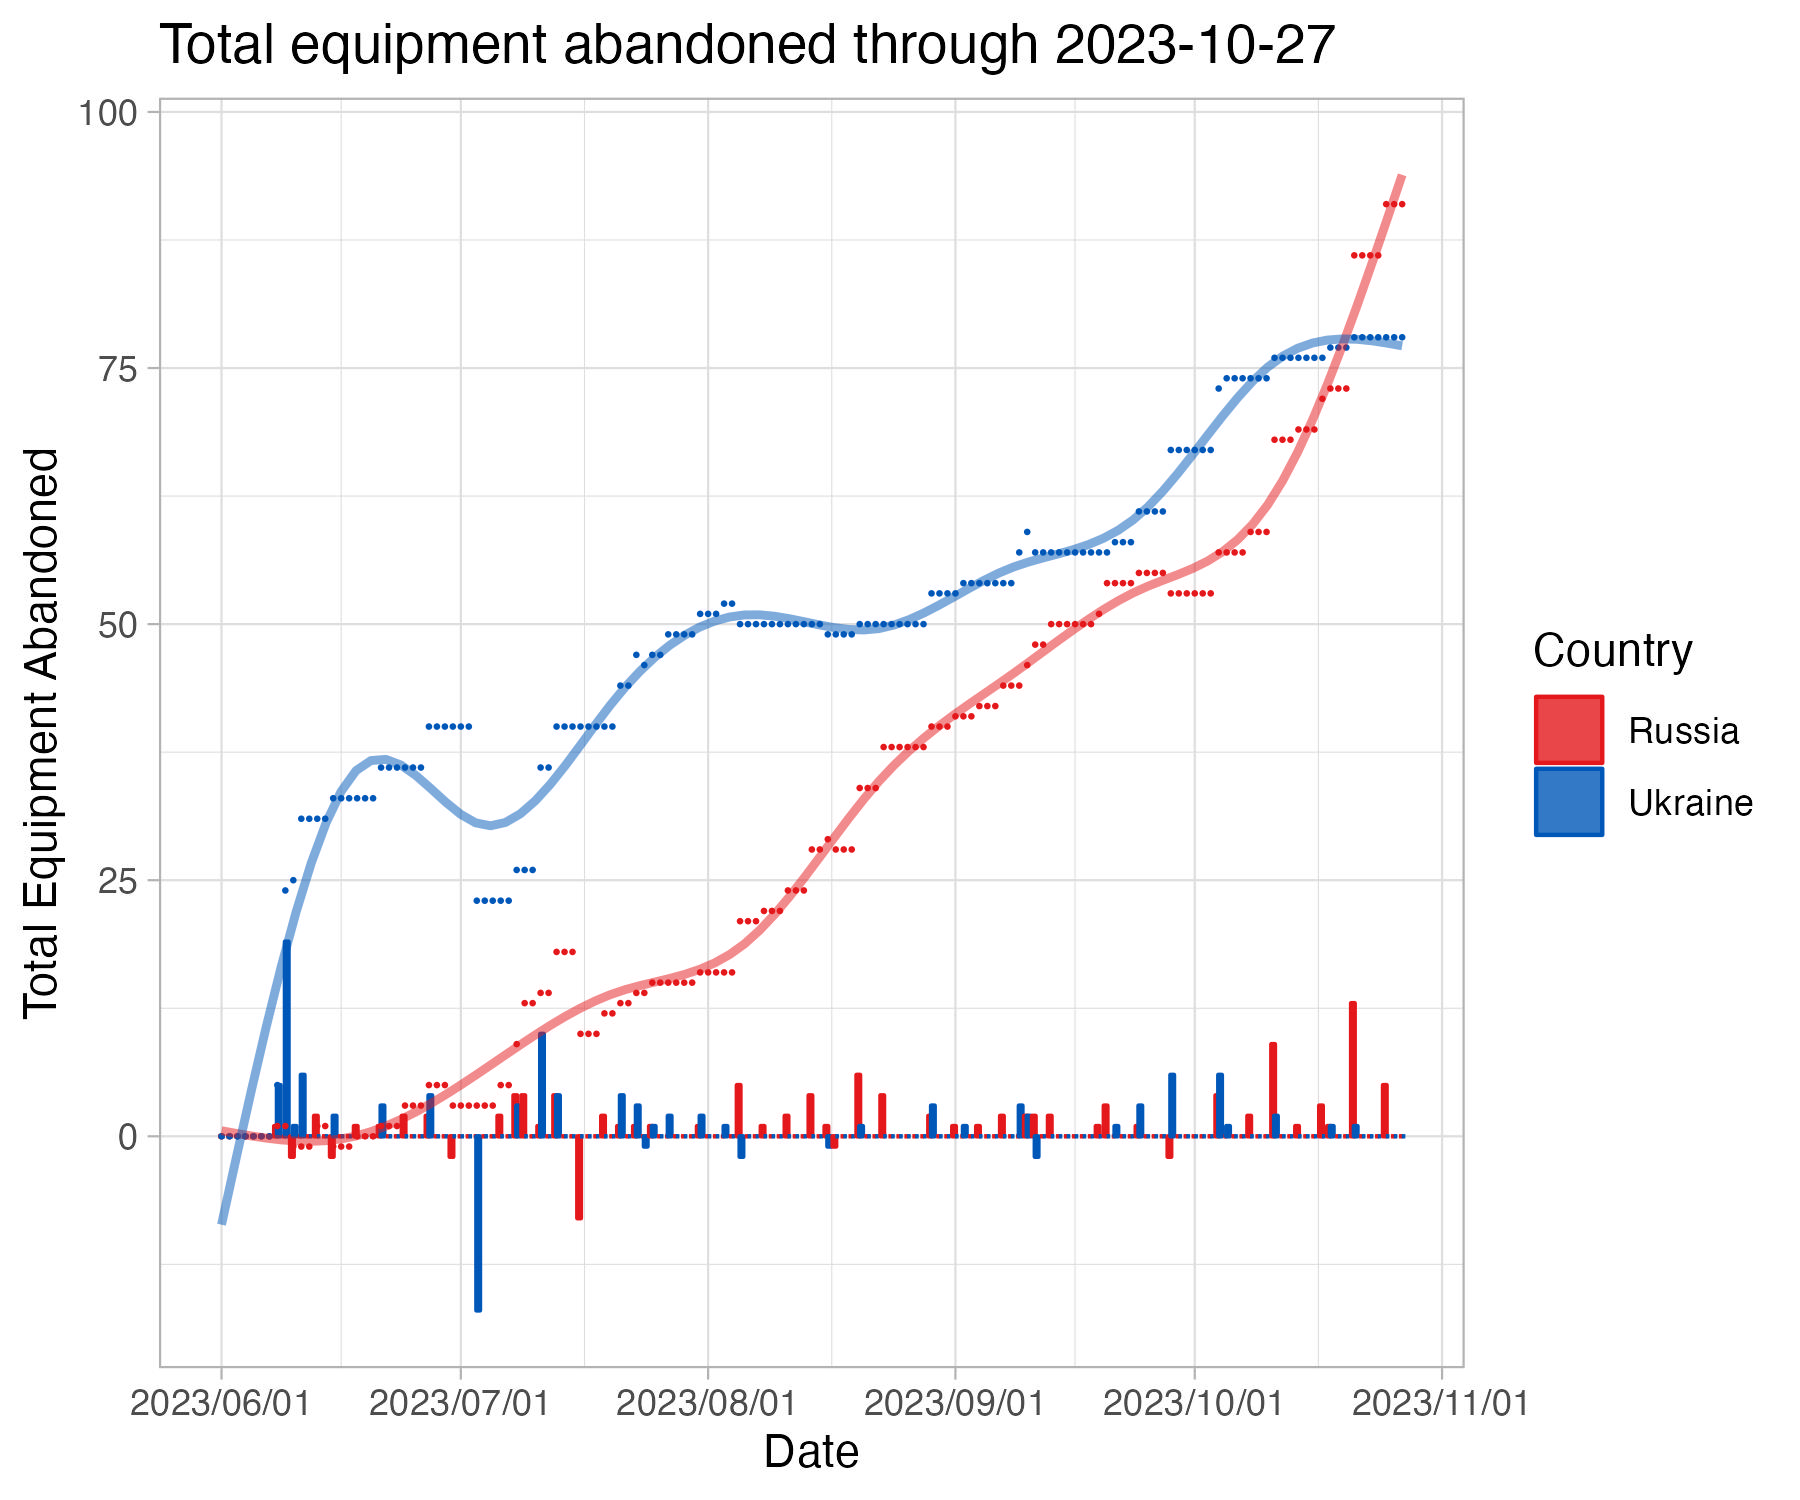 Total equipment abandoned through 2023-10-27
Total Equipment Abandoned
100
75
50
25
0
2023/06/01 2023/07/01 2023/08/01 2023/09/01 2023/10/01 2023/11/01
Date
Country
Russia
Ukraine